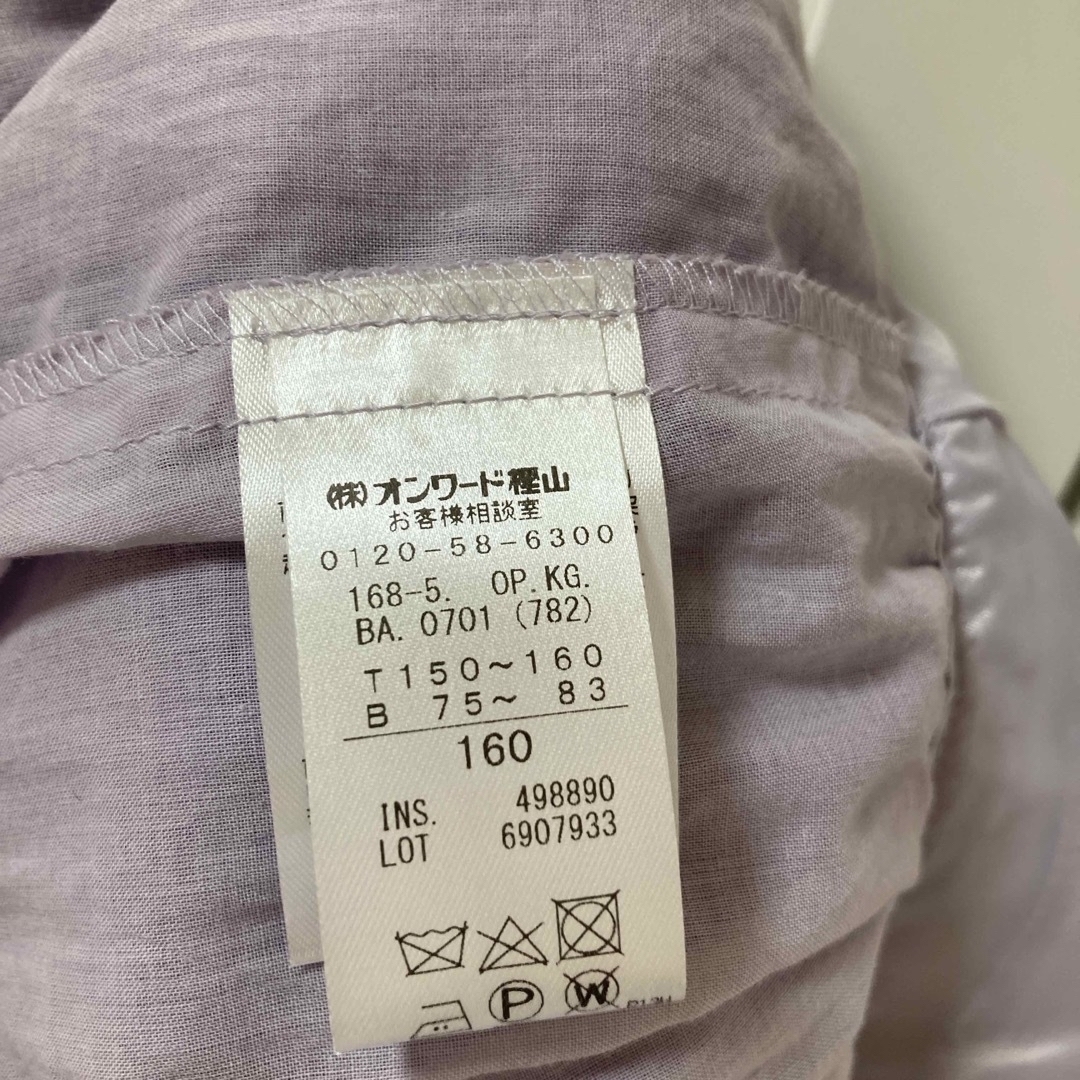 (株)オンワード樫山
お客様相談室
0120-58-6300
168-5. OP.KG.
BA. 0701 (782)
T150~160
B 75~ 83
160
INS. 498890
LOT 6907933
P
W